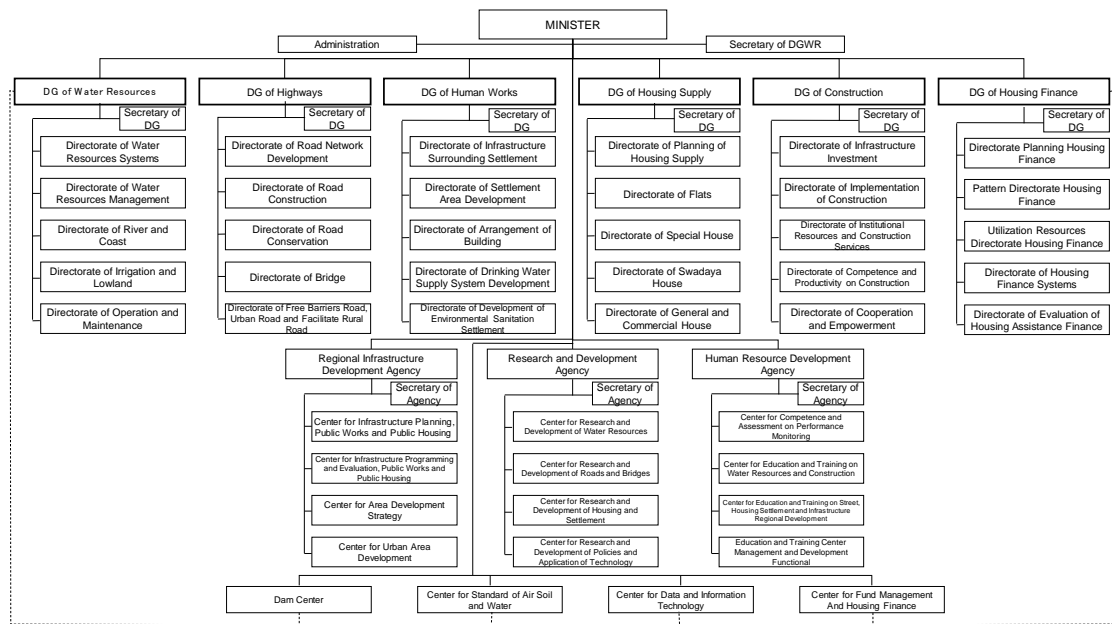 MINISTER
Administration
Secretary of DGWR
DG of Water Resources
DG of Highways
DG of Human Works
DG of Housing Supply
DG of Construction
DG of Housing Finance
Secretary of
DG
Secretary of
DG
Secretary of
DG
Secretary of
DG
Secretary of
DG
Secretary of
DG
Directorate of Water
Resources Systems
Directorate of Water
Resources Management
Directorate of River and
Coast
Directorate of Irrigation and
Lowland
Directorate of Operation and
Maintenance
Directorate of Road Network
Development
Directorate of Road
Construction
Directorate of Road
Conservation
Directorate of Bridge
Directorate of Free Barriers Road,
Urban Road and Facilitate Rural
Road
Directorate of Infrastructure
Surrounding Settlement
Directorate of Settlement
Area Development
Directorate of Arrangement of
Building
Directorate of Drinking Water
Supply System Development
Directorate of Development of
Environmental Sanitation
Settlement
Directorate of Planning of
Housing Supply
Directorate of Flats
Directorate of Special House
Directorate of Swadaya
House
Directorate of General and
Commercial House
Directorate of Infrastructure
Investment
Directorate of Implementation
of Construction
Directorate of Institutional
Resources and Construction
Services
Directorate of Competence and
Productivity on Construction
Directorate of Cooperation
and Empowerment
Directorate Planning Housing
Finance
Pattern Directorate Housing
Finance
Utilization Resources
Directorate Housing Finance
Directorate of Housing
Finance Systems
Directorate of Evaluation of
Housing Assistance Finance
Regional Infrastructure
Development Agency
Research and Development
Agency
Human Resource Development
Agency
Secretary of
Agency
Secretary of
Agency
Secretary of
Agency
Center for Infrastructure Planning,
Public Works and Public Housing
Center for Infrastructure Programming
and Evaluation, Public Works and
Public Housing
Center for Area Development
Strategy
Center for Urban Area
Development
Center for Research and
Development of Water Resources
Center for Research and
Development of Roads and Bridges
Center for Research and
Development of Housing and
Settlement
Center for Research and
Development of Policies and
Application of Technology
Center for Competence and
Assessment on Performance
Monitoring
Center for Education and Training on
Water Resources and Construction
Center for Education and Training on Street,
Housing Settlement and Infrastructure
Regional Development
Education and Training Center
Management and Development
Functional
Dam Center
Center for Standard of Air Soil
and Water
Center for Data and Information
Technology
Center for Fund Management
And Housing Finance